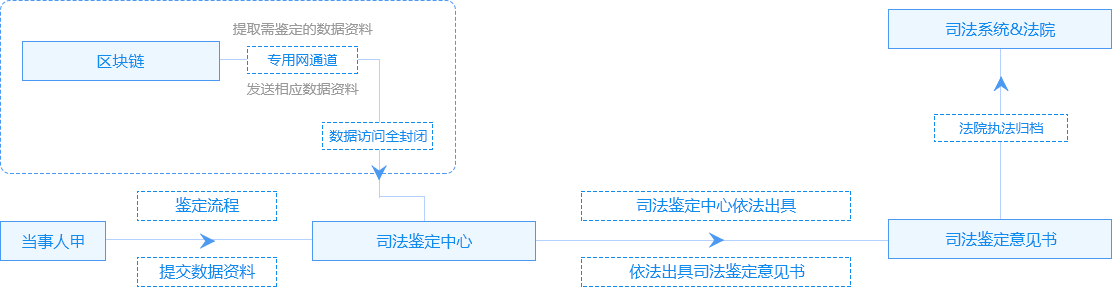 提取需鉴定的数据资料
司法系统&法院
区块链
专用网通道
发送相应数据资料
数据访问全封闭
法院执法归档
鉴定流程
司法鉴定中心依法出具
当事人甲
司法鉴定中心
司法鉴定意见书
提交数据资料
依法出具司法鉴定意见书